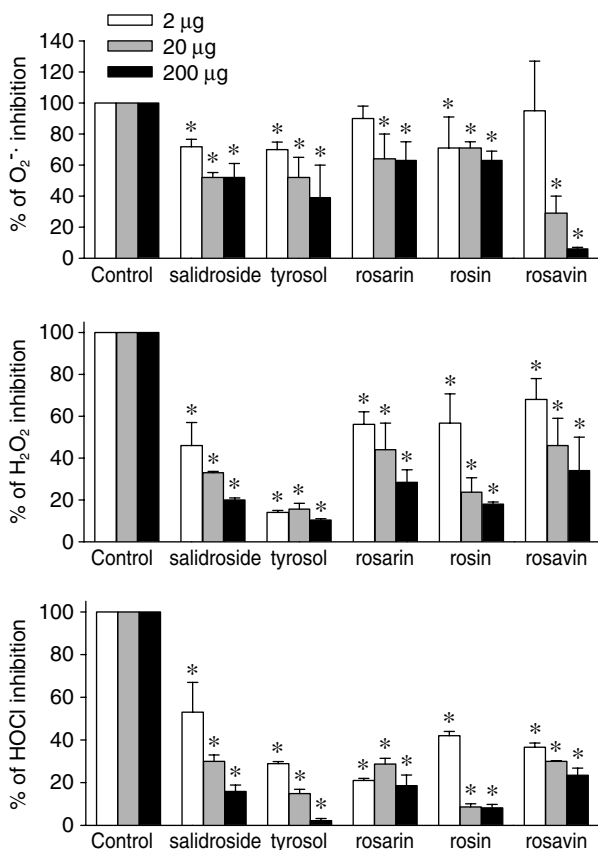 2 μg
20 μg
200 μg
% of O₂⁻· inhibition
140
120
100
80
60
40
20
0
* * * * * * * * * * * * * *
Control salidroside tyrosol rosarin rosin rosavin
% of H₂O₂ inhibition
100
80
60
40
20
0
* * * * * * * * * * * * * * *
Control salidroside tyrosol rosarin rosin rosavin
% of HOCl inhibition
100
80
60
40
20
0
* * * * * * * * * * * * * * *
Control salidroside tyrosol rosarin rosin rosavin